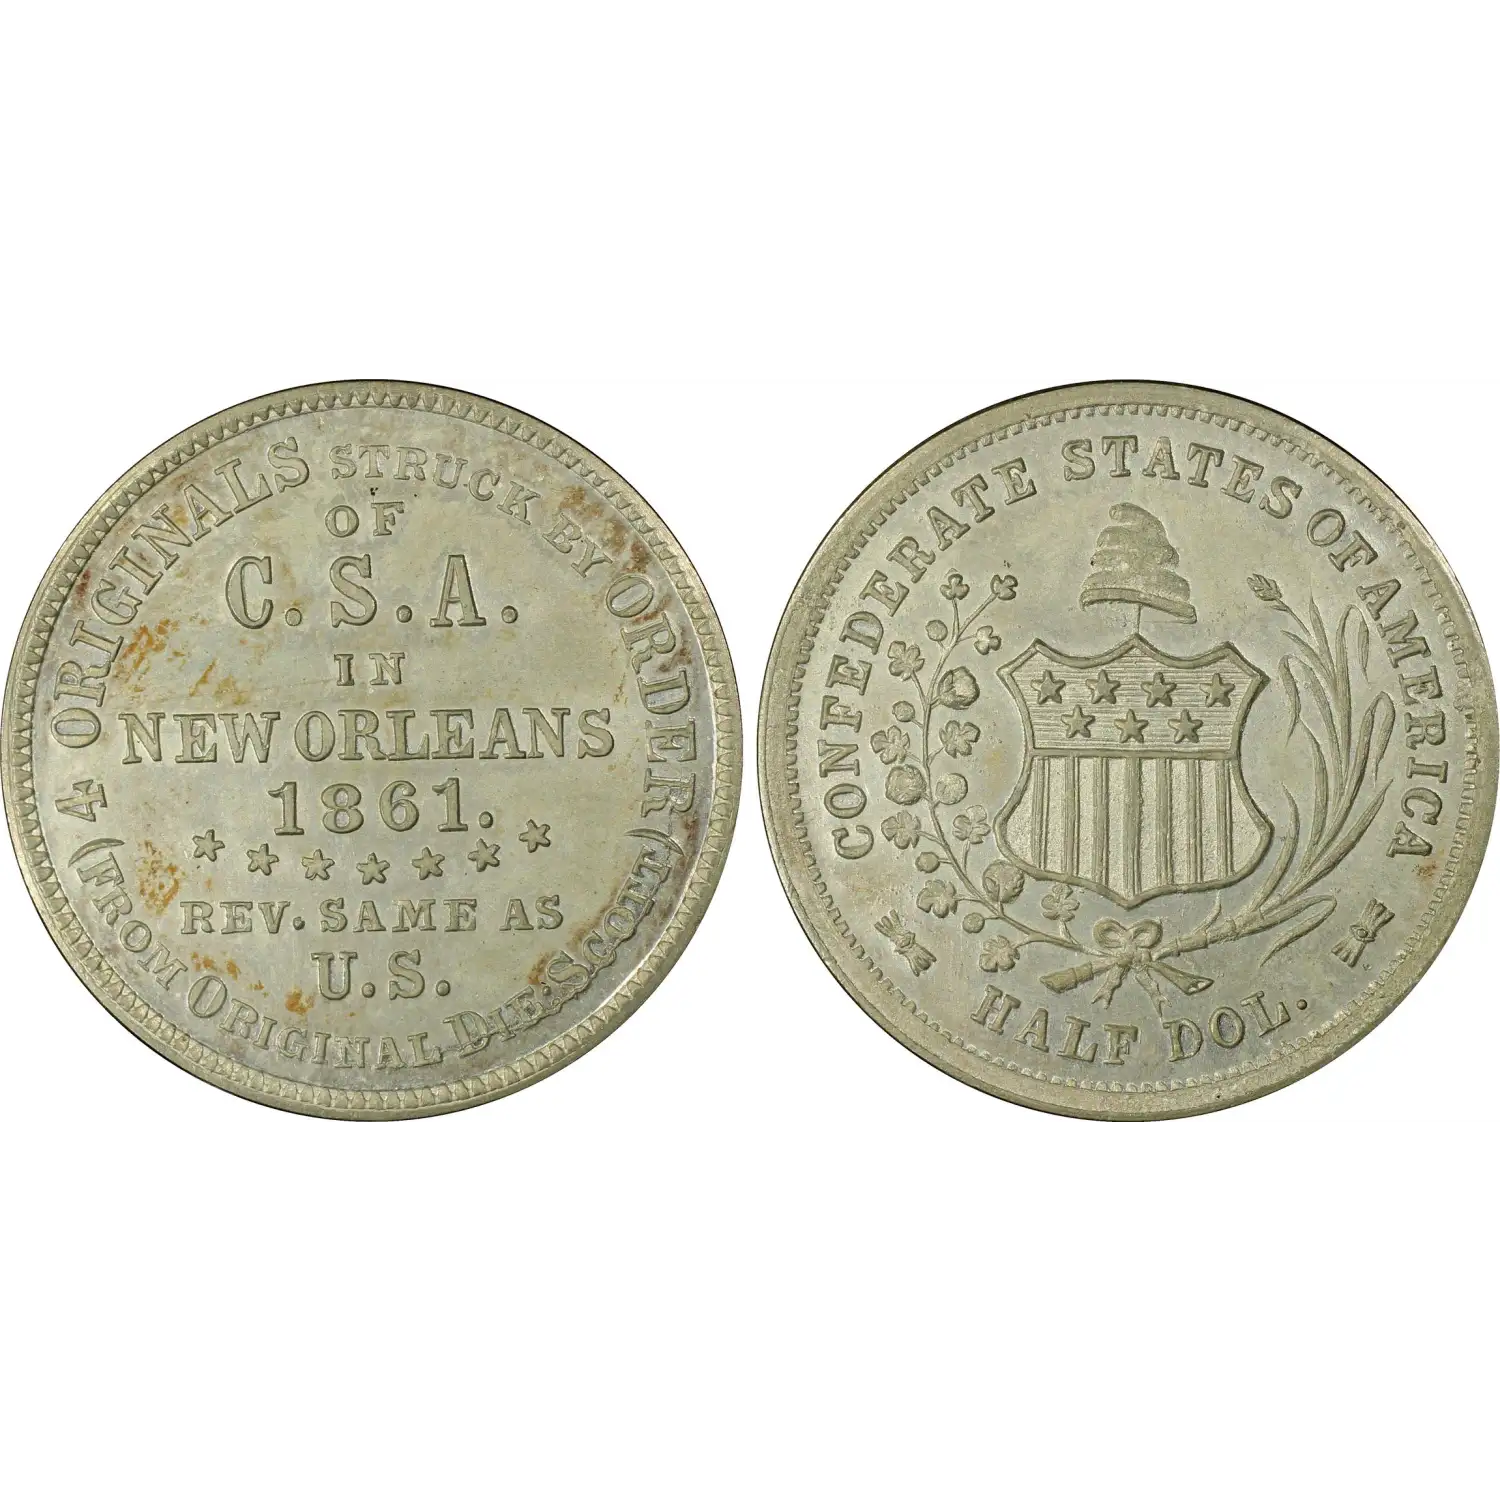 4 ORIGINALS STRUCK BY ORDER
OF
C.S.A.
IN
NEW ORLEANS
1861.
REV. SAME AS
U.S.
(FROM ORIGINAL DIE: SCOTT)
CONFEDERATE STATES OF AMERICA
HALF DOL.